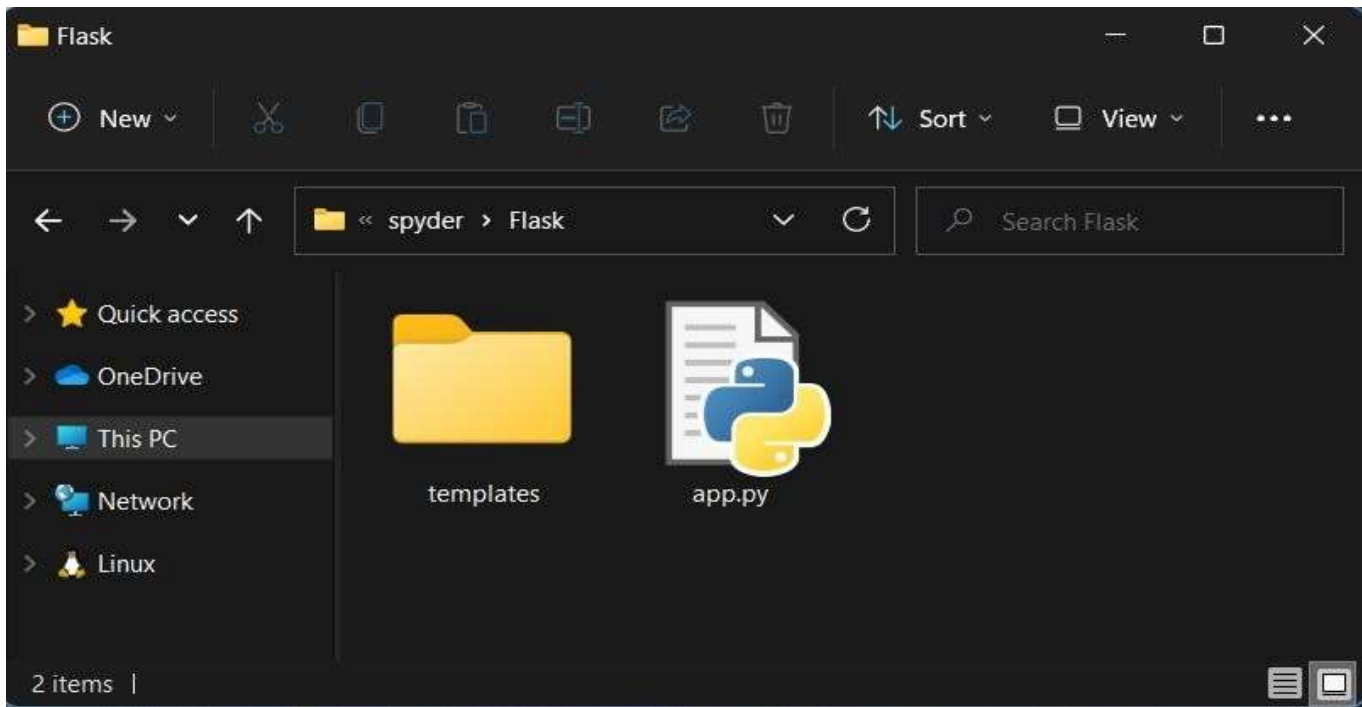 Flask
New
Sort
View
« spyder > Flask
Search Flask
Quick access
OneDrive
This PC
Network
Linux
templates
app.py
2 items